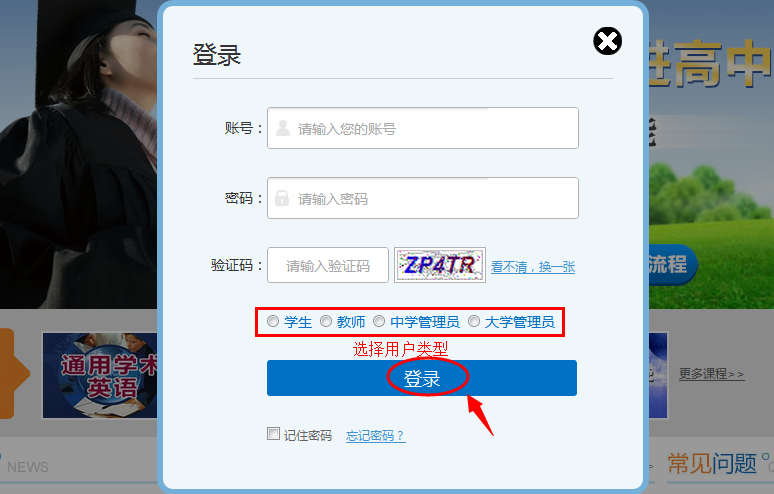 登录
账号：
请输入您的账号
密码：
请输入密码
验证码：
请输入验证码
ZP4TR
看不清，换一张
学生 教师 中学管理员 大学管理员
选择用户类型
登录
记住密码 忘记密码？
进高中
流程
通用学术
英语
更多课程>>
NEWS
常见问题